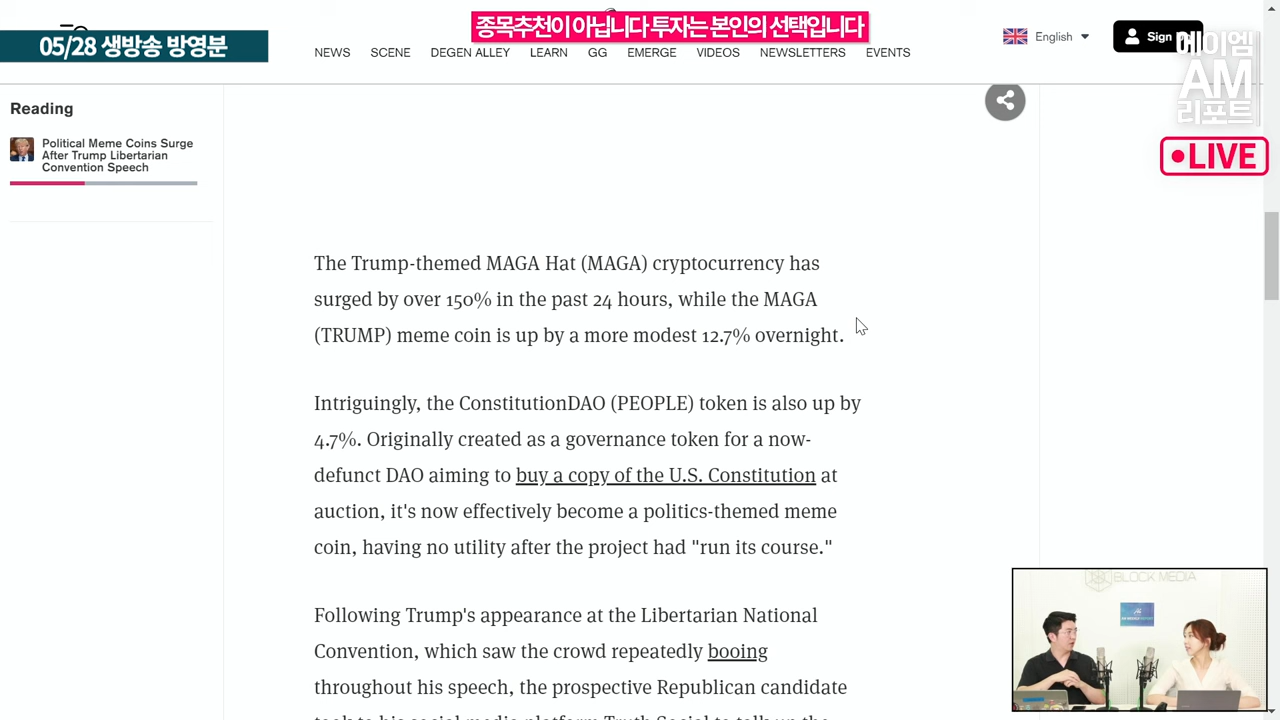 종목추천이 아닙니다 투자는 본인의 선택입니다
05/28 생방송 방영분
NEWS SCENE DEGEN ALLEY LEARN GG EMERGE VIDEOS NEWSLETTERS EVENTS
English
Sign
에이엠
AM
리포트
LIVE
Reading
Political Meme Coins Surge
After Trump Libertarian
Convention Speech
The Trump-themed MAGA Hat (MAGA) cryptocurrency has
surged by over 150% in the past 24 hours, while the MAGA
(TRUMP) meme coin is up by a more modest 12.7% overnight.
Intriguingly, the ConstitutionDAO (PEOPLE) token is also up by
4.7%. Originally created as a governance token for a now-
defunct DAO aiming to buy a copy of the U.S. Constitution at
auction, it's now effectively become a politics-themed meme
coin, having no utility after the project had "run its course."
Following Trump's appearance at the Libertarian National
Convention, which saw the crowd repeatedly booing
throughout his speech, the prospective Republican candidate
BLOCK MEDIA